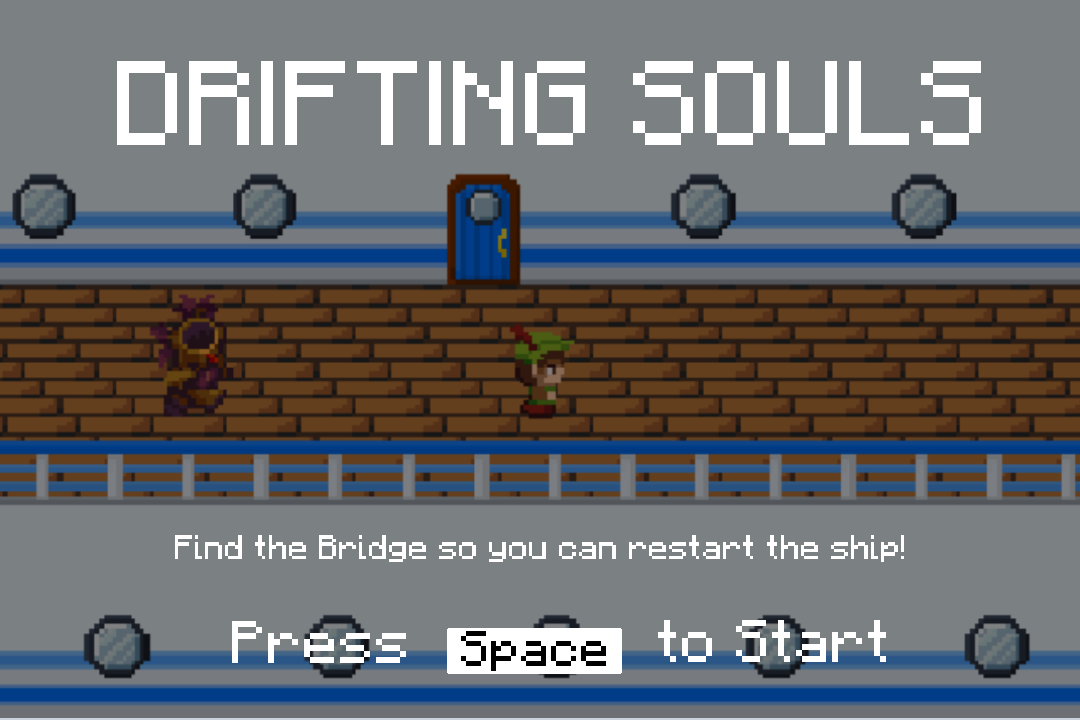 DRIFTING SOULS
Find the Bridge so you can restart the ship!
Press Space to Start